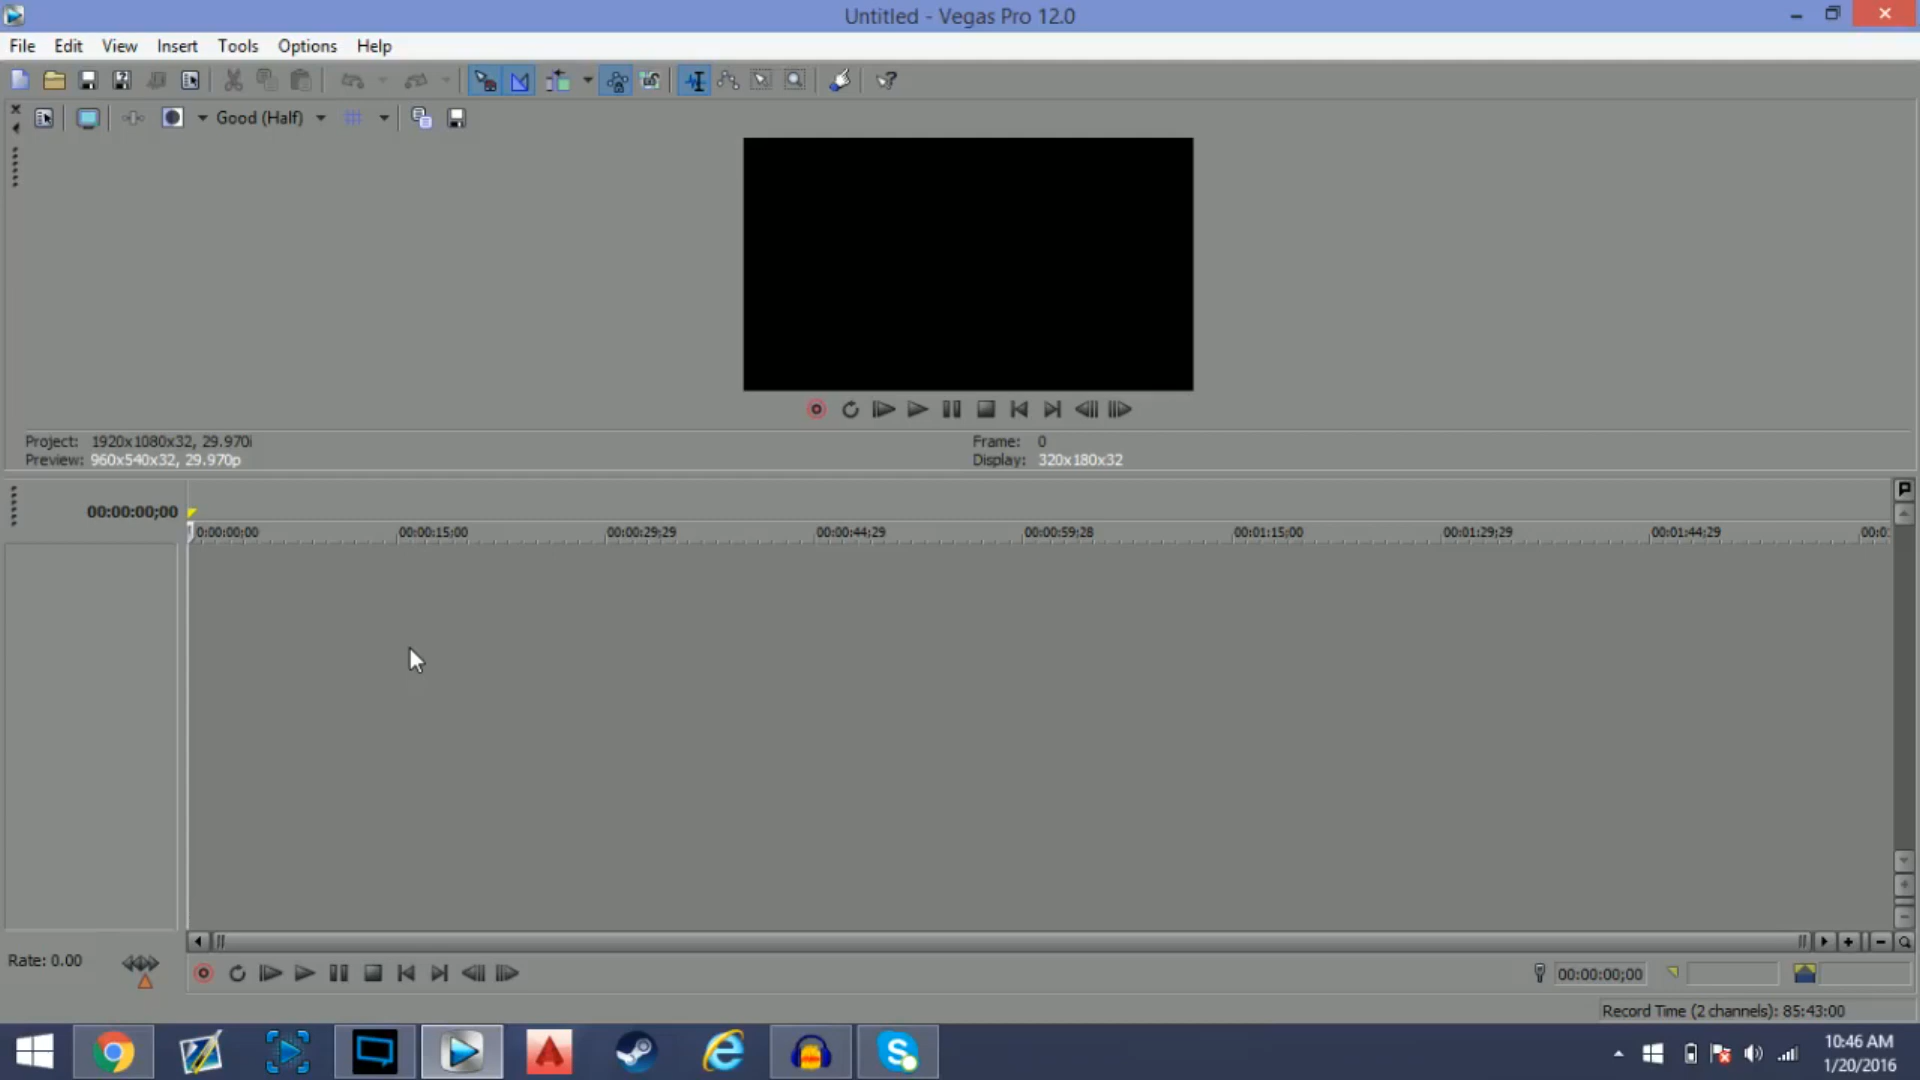 Untitled - Vegas Pro 12.0
File Edit View Insert Tools Options Help
Good (Half)
Project: 1920x1080x32, 29.970i
Preview: 960x540x32, 29.970p
Frame: 0
Display: 320x180x32
00:00:00;00
0:00:00;00 00:00:15;00 00:00:29;29 00:00:44;29 00:00:59;28 00:01:15;00 00:01:29;29 00:01:44;29 00:0
Rate: 0.00
00:00:00;00
Record Time (2 channels): 85:43:00
10:46 AM
1/20/2016